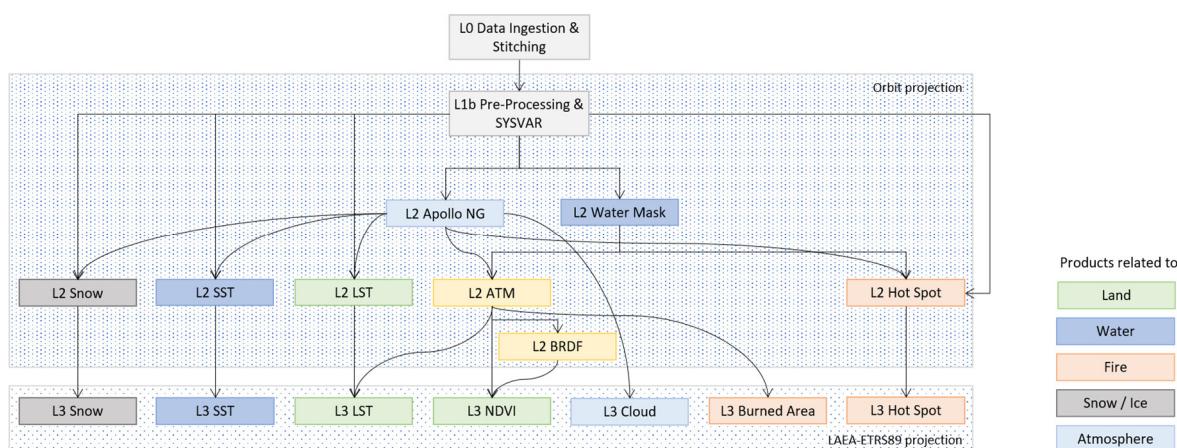 L0 Data Ingestion &
Stitching
Orbit projection
L1b Pre-Processing &
SYSVAR
L2 Apollo NG
L2 Water Mask
L2 Snow
L2 SST
L2 LST
L2 ATM
L2 Hot Spot
L2 BRDF
L3 Snow
L3 SST
L3 LST
L3 NDVI
L3 Cloud
L3 Burned Area
L3 Hot Spot
LAEA-ETRS89 projection
Products related to
Land
Water
Fire
Snow / Ice
Atmosphere